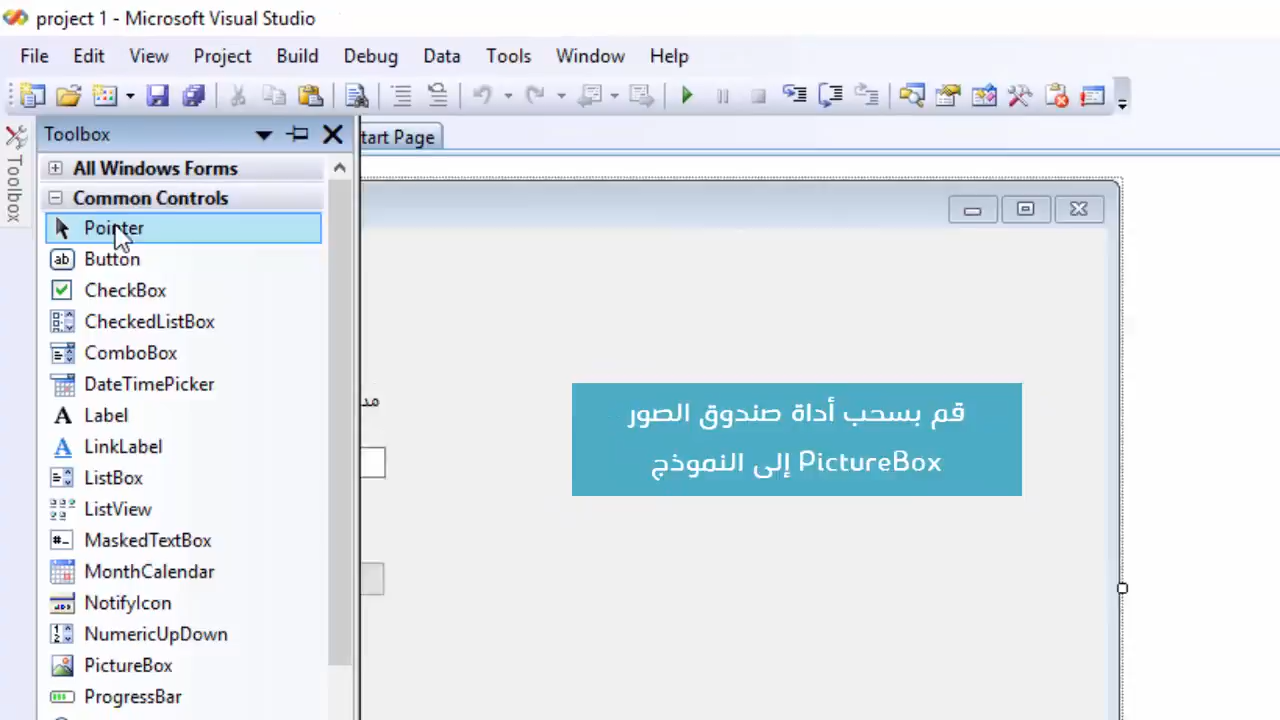 project 1 - Microsoft Visual Studio
File Edit View Project Build Debug Data Tools Window Help
Toolbox
Toolbox
tart Page
All Windows Forms
Common Controls
Pointer
Button
CheckBox
CheckedListBox
ComboBox
DateTimePicker
Label
LinkLabel
ListBox
ListView
MaskedTextBox
MonthCalendar
NotifyIcon
NumericUpDown
PictureBox
ProgressBar
قم بسحب أداة صندوق الصور
PictureBox إلى النموذج